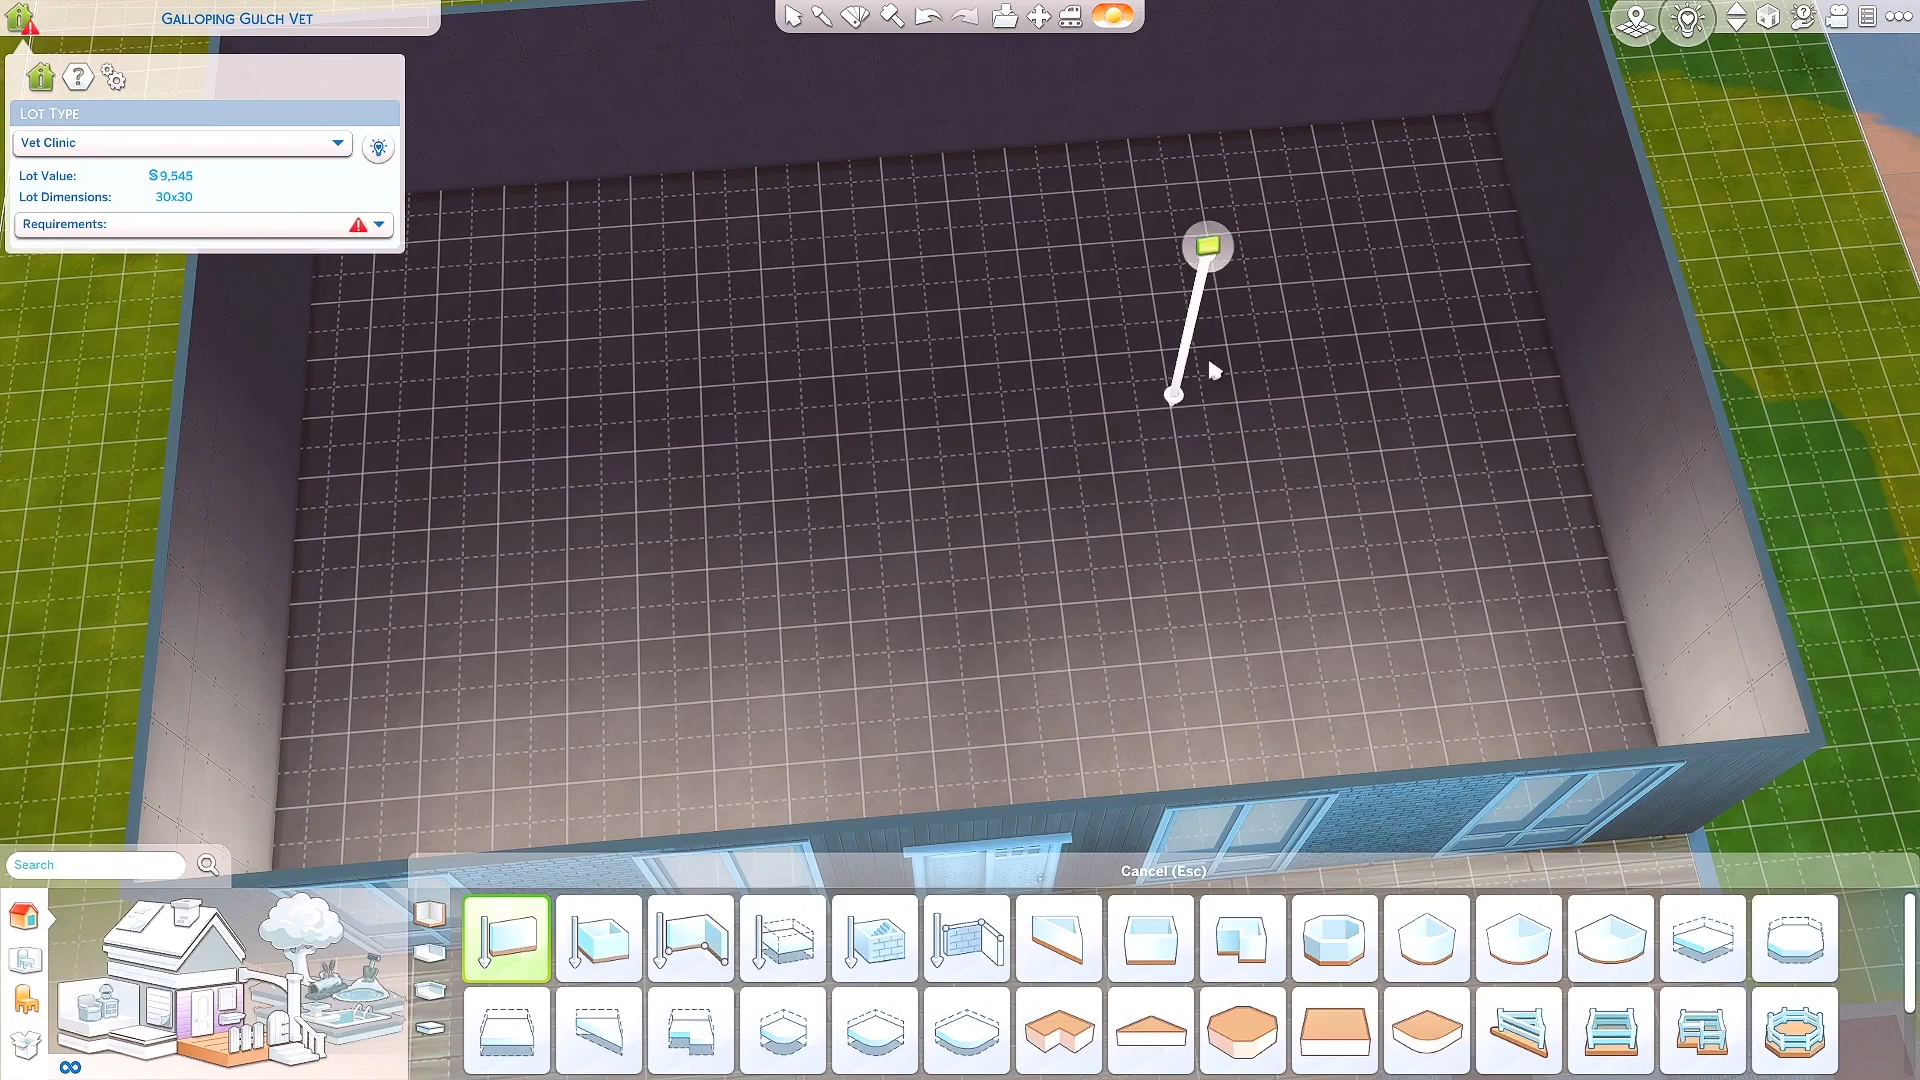 Galloping Gulch Vet
Lot Type
Vet Clinic
Lot Value: §9,545
Lot Dimensions: 30x30
Requirements:
Search
Cancel (Esc)